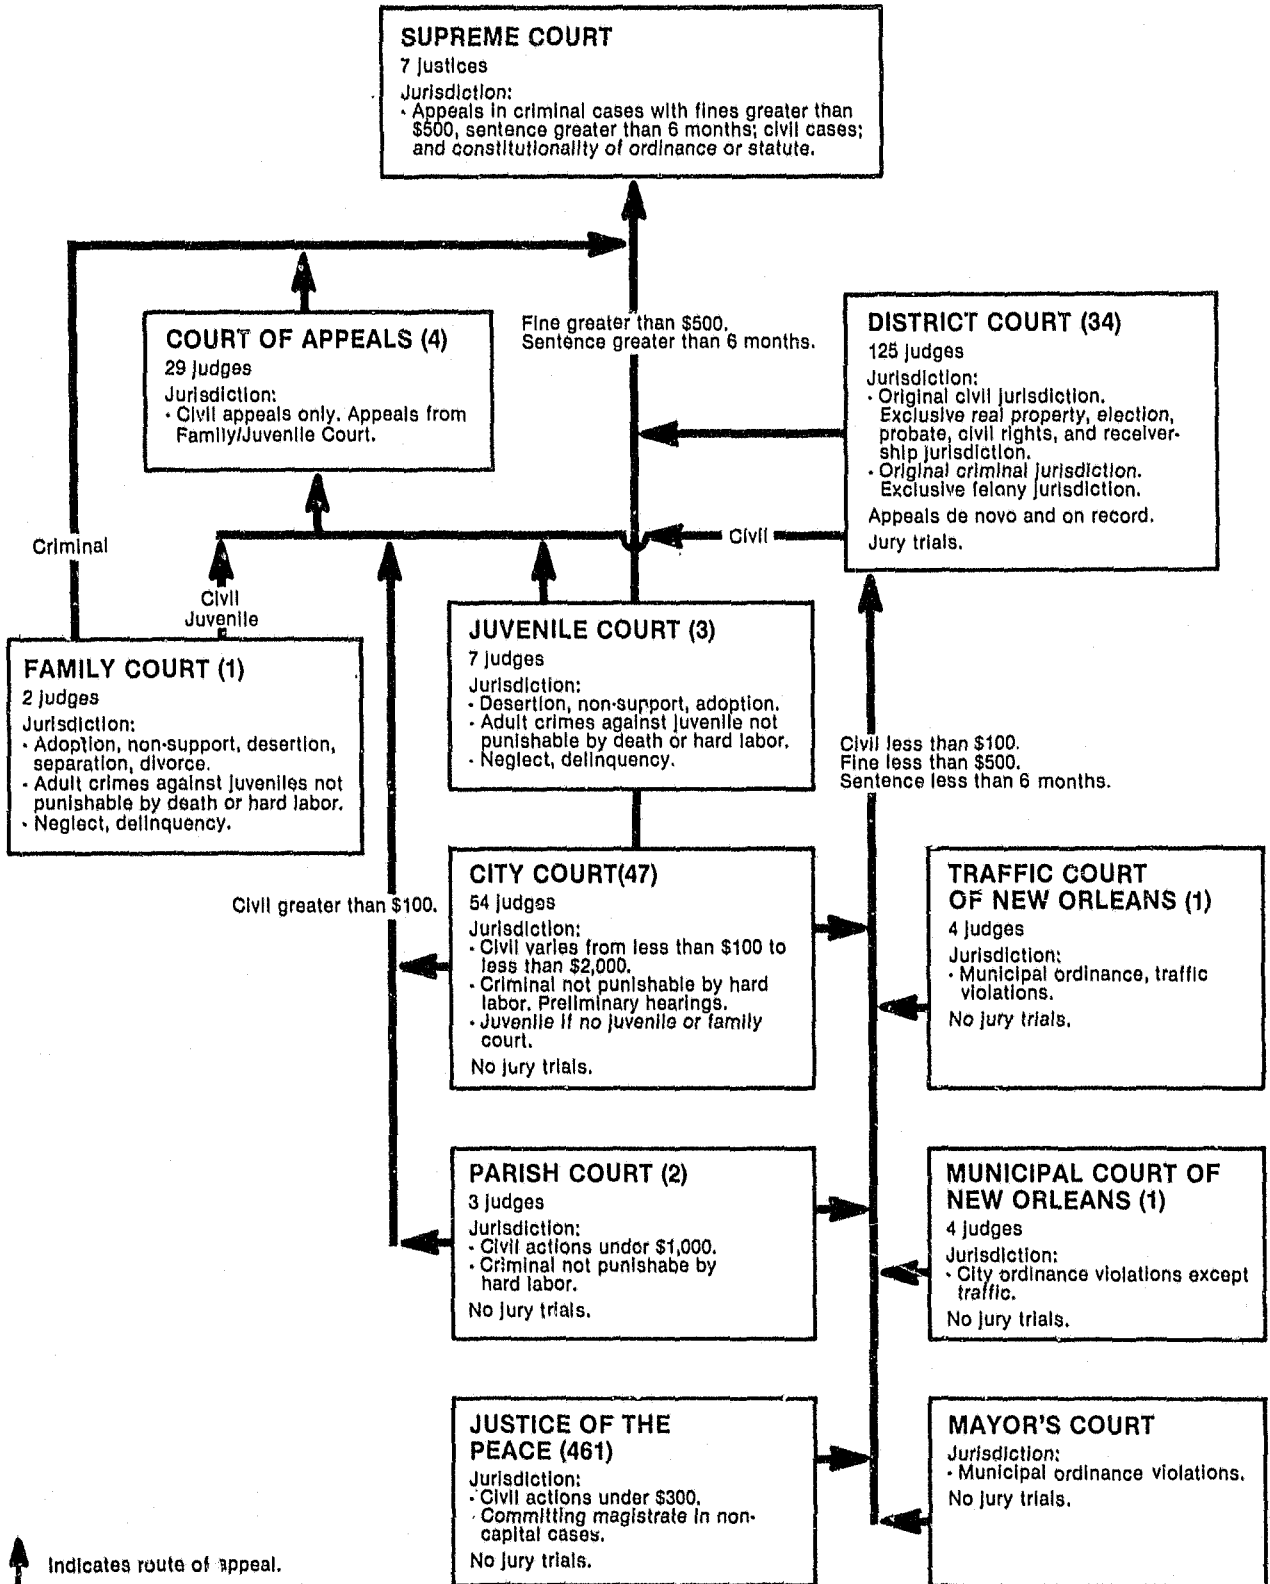 SUPREME COURT
7 justices
Jurisdiction:
· Appeals in criminal cases with fines greater than
$500, sentence greater than 6 months; civil cases;
and constitutionality of ordinance or statute.
COURT OF APPEALS (4)
29 judges
Jurisdiction:
· Civil appeals only. Appeals from
Family/Juvenile Court.
Fine greater than $500.
Sentence greater than 6 months.
DISTRICT COURT (34)
125 judges
Jurisdiction:
· Original civil jurisdiction.
Exclusive real property, election,
probate, civil rights, and receiver-
ship jurisdiction.
· Original criminal jurisdiction.
Exclusive felony jurisdiction.
Appeals de novo and on record.
Jury trials.
Criminal
Civil
Civil
Juvenile
FAMILY COURT (1)
2 judges
Jurisdiction:
· Adoption, non-support, desertion,
separation, divorce.
· Adult crimes against juveniles not
punishable by death or hard labor.
· Neglect, delinquency.
JUVENILE COURT (3)
7 judges
Jurisdiction:
· Desertion, non-support, adoption.
· Adult crimes against juvenile not
punishable by death or hard labor.
· Neglect, delinquency.
Civil less than $100.
Fine less than $500.
Sentence less than 6 months.
Civil greater than $100.
CITY COURT(47)
54 judges
Jurisdiction:
· Civil varies from less than $100 to
less than $2,000.
· Criminal not punishable by hard
labor. Preliminary hearings.
· Juvenile if no juvenile or family
court.
No jury trials.
TRAFFIC COURT
OF NEW ORLEANS (1)
4 judges
Jurisdiction:
· Municipal ordinance, traffic
violations.
No jury trials.
PARISH COURT (2)
3 judges
Jurisdiction:
· Civil actions under $1,000.
· Criminal not punishabe by
hard labor.
No jury trials.
MUNICIPAL COURT OF
NEW ORLEANS (1)
4 judges
Jurisdiction:
· City ordinance violations except
traffic.
No jury trials.
JUSTICE OF THE
PEACE (461)
Jurisdiction:
· Civil actions under $300.
· Committing magistrate in non-
capital cases.
No jury trials.
MAYOR'S COURT
Jurisdiction:
· Municipal ordinance violations.
No jury trials.
Indicates route of appeal.